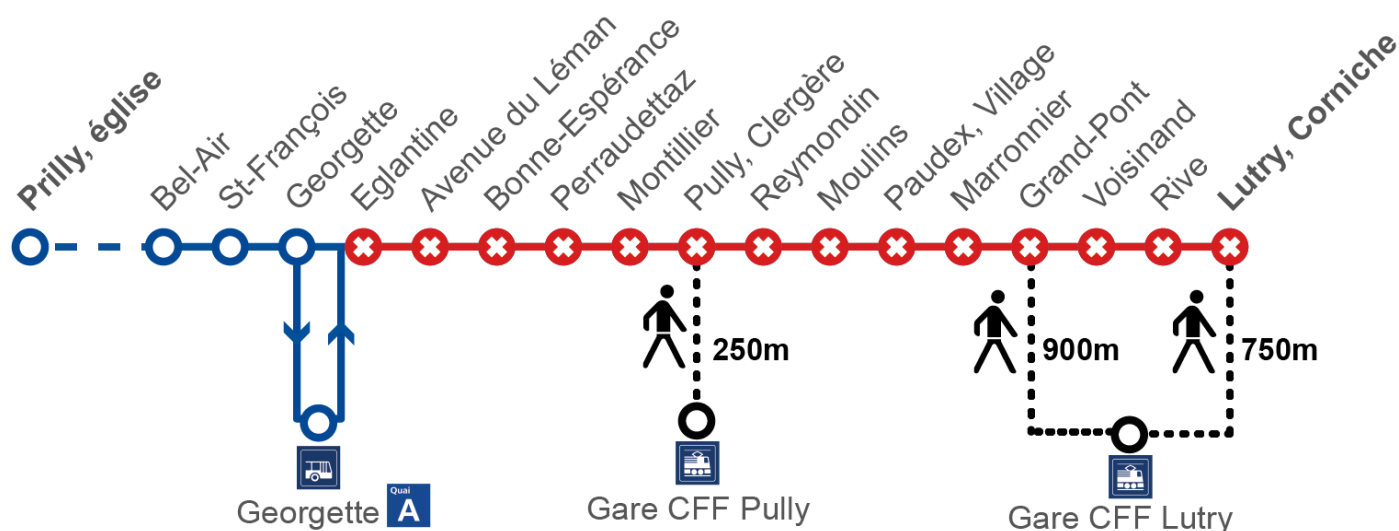 Prilly, église
Bel-Air
St-François
Georgette
Eglantine
Avenue du Léman
Bonne-Espérance
Perraudettaz
Montillier
Pully, Clergère
Reymondin
Moulins
Paudex, Village
Marronnier
Grand-Pont
Voisinand
Rive
Lutry, Corniche
250m
900m
750m
Georgette
Quai
A
Gare CFF Pully
Gare CFF Lutry